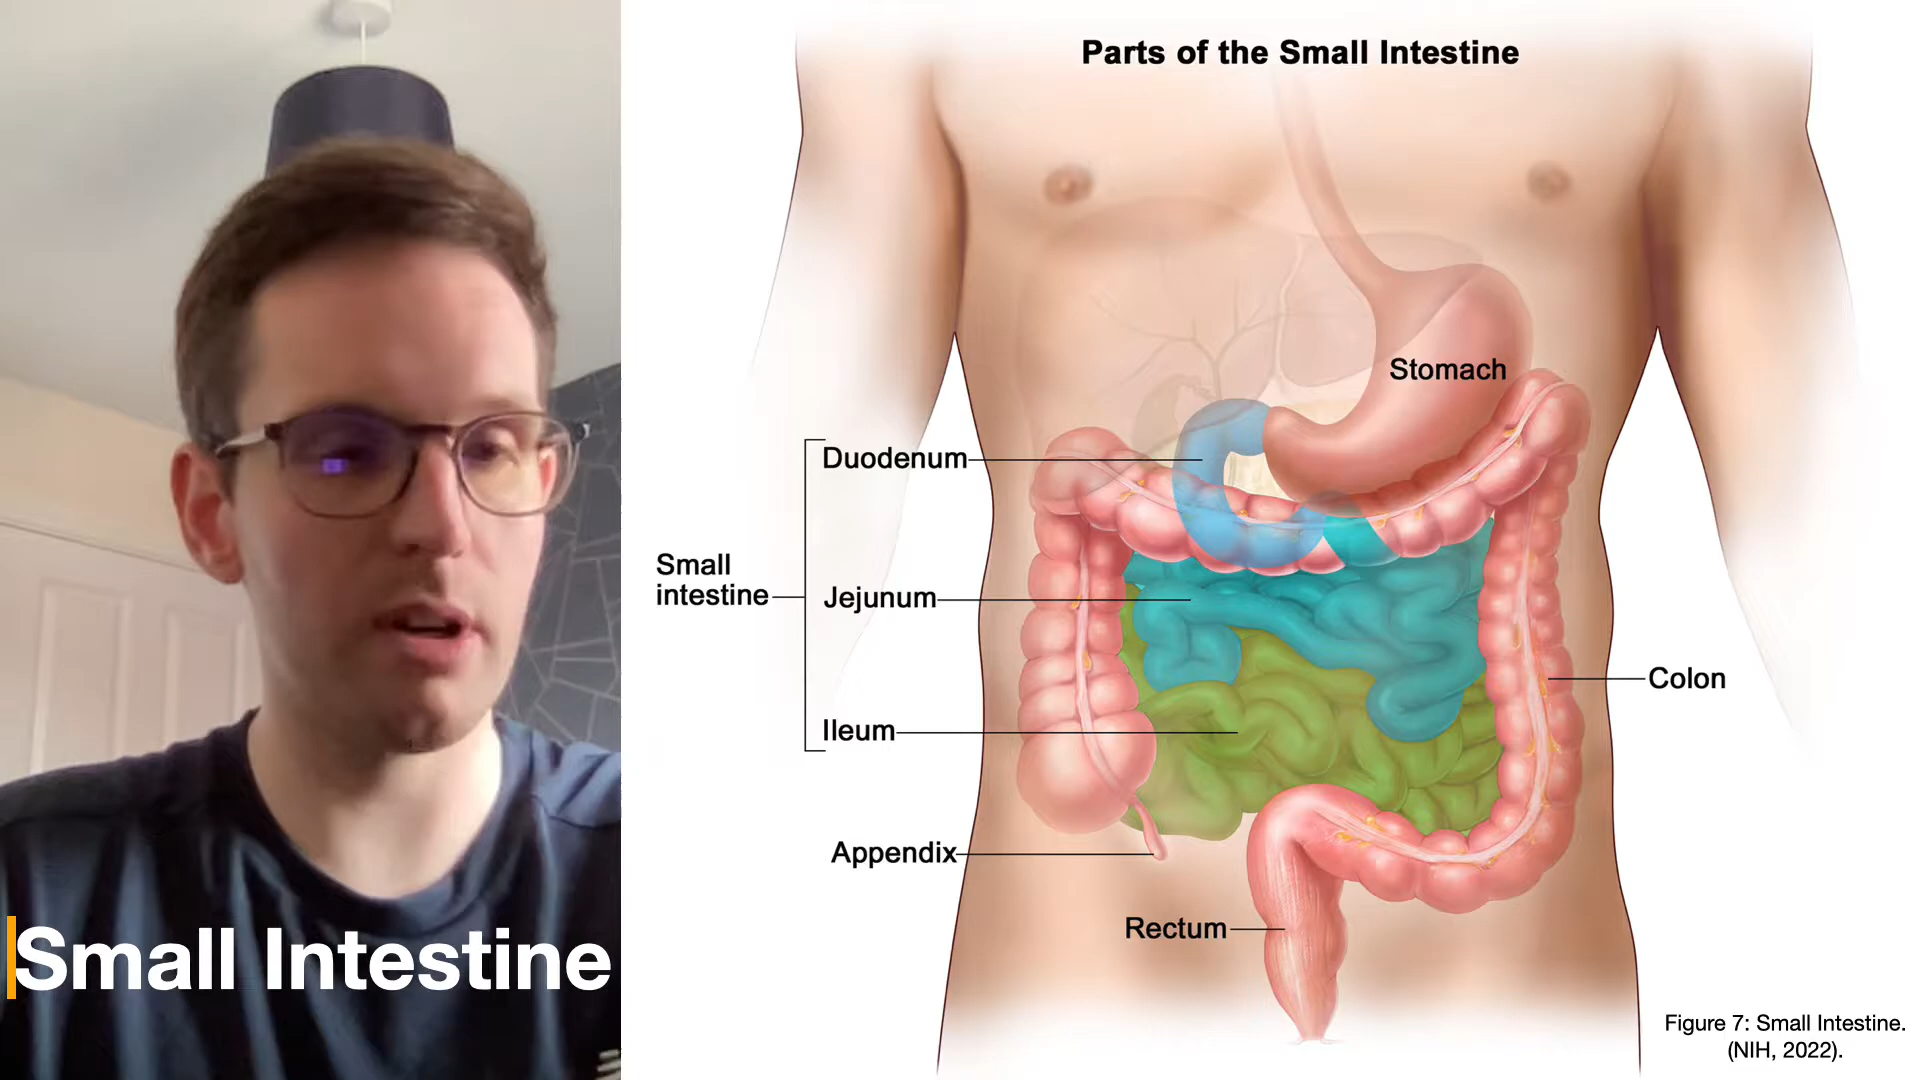 Parts of the Small Intestine
Stomach
Duodenum
Small
intestine
Jejunum
Colon
Ileum
Appendix
Rectum
Small Intestine
Figure 7: Small Intestine.
(NIH, 2022).